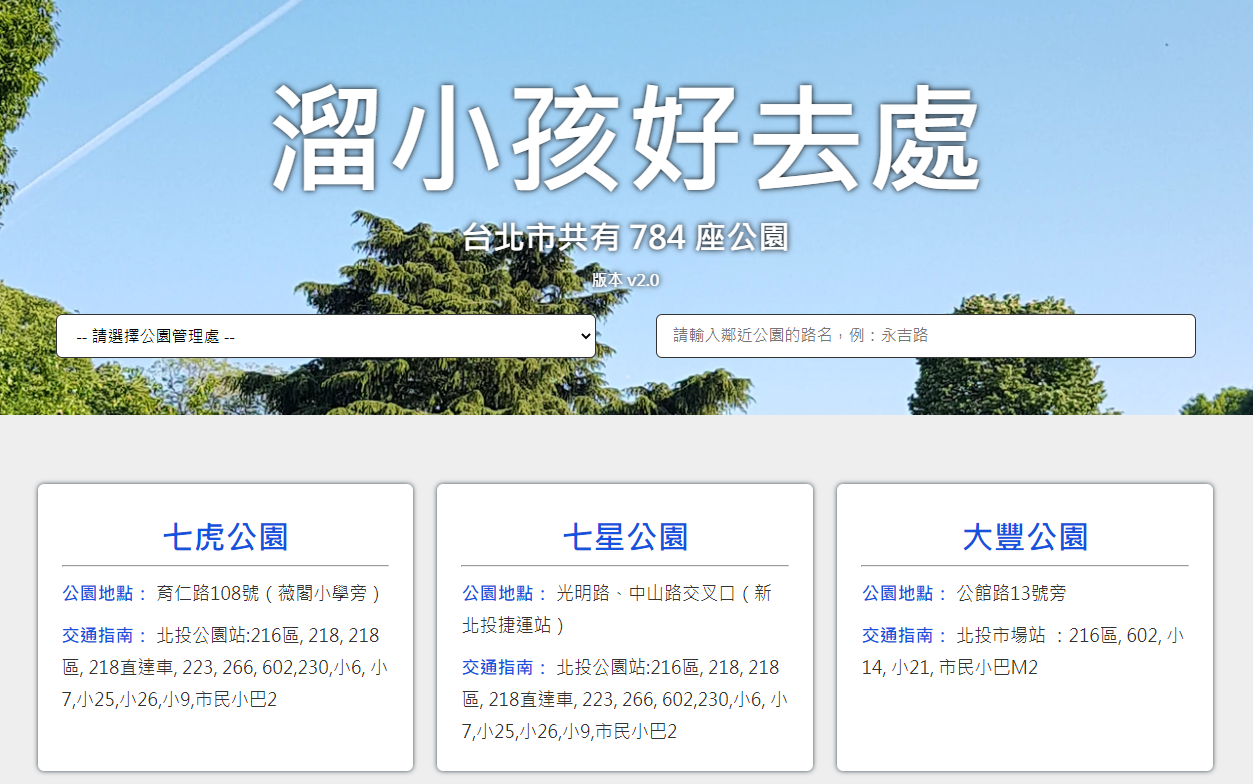 溜小孩好去處
台北市共有 784 座公園
版本 v2.0
-- 請選擇公園管理處 --
請輸入鄰近公園的路名，例：永吉路
七虎公園
公園地點： 育仁路108號（薇閣小學旁）
交通指南： 北投公園站:216區, 218, 218
區, 218直達車, 223, 266, 602,230,小6, 小
7,小25,小26,小9,市民小巴2
七星公園
公園地點： 光明路、中山路交叉口（新
北投捷運站）
交通指南： 北投公園站:216區, 218, 218
區, 218直達車, 223, 266, 602,230,小6, 小
7,小25,小26,小9,市民小巴2
大豐公園
公園地點： 公館路13號旁
交通指南： 北投市場站 ：216區, 602, 小
14, 小21, 市民小巴M2